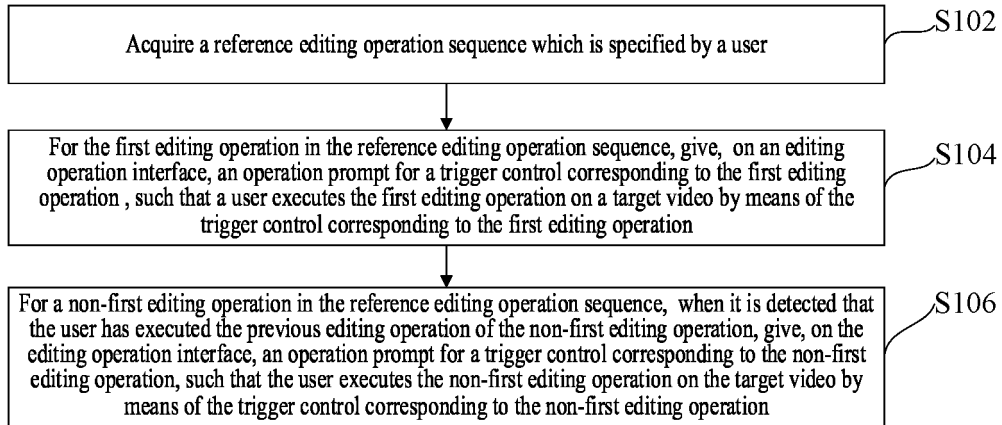 Acquire a reference editing operation sequence which is specified by a user
S102
For the first editing operation in the reference editing operation sequence, give, on an editing
operation interface, an operation prompt for a trigger control corresponding to the first editing
operation , such that a user executes the first editing operation on a target video by means of the
trigger control corresponding to the first editing operation
S104
For a non-first editing operation in the reference editing operation sequence, when it is detected that
the user has executed the previous editing operation of the non-first editing operation, give, on the
editing operation interface, an operation prompt for a trigger control corresponding to the non-first
editing operation, such that the user executes the non-first editing operation on the target video by
means of the trigger control corresponding to the non-first editing operation
S106